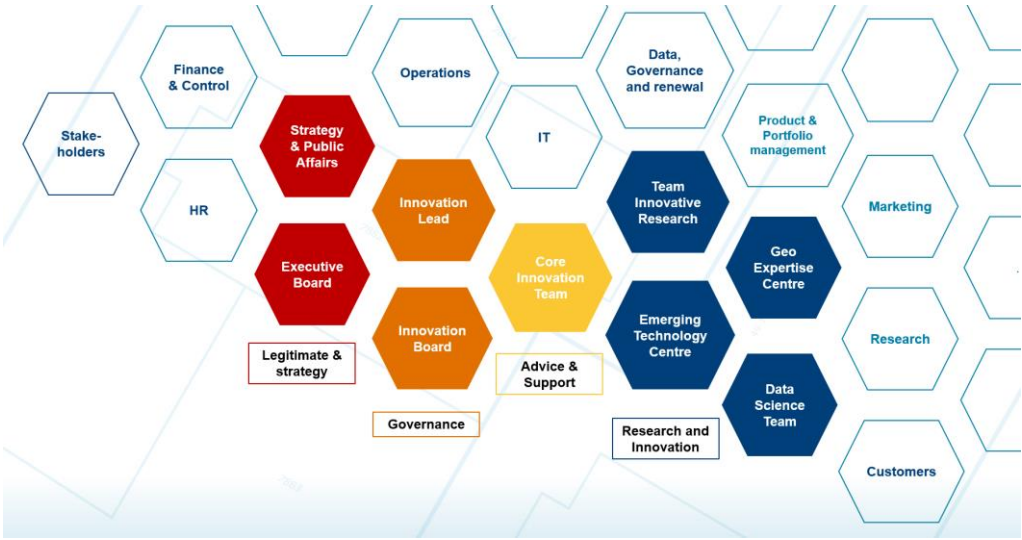 Finance
& Control
Operations
Data,
Governance
and renewal
Stake-
holders
Strategy
& Public
Affairs
IT
Product &
Portfolio
management
HR
Innovation
Lead
Team
Innovative
Research
Marketing
Executive
Board
Core
Innovation
Team
Geo
Expertise
Centre
Innovation
Board
Emerging
Technology
Centre
Research
Legitimate &
strategy
Advice &
Support
Data
Science
Team
Governance
Research and
Innovation
Customers